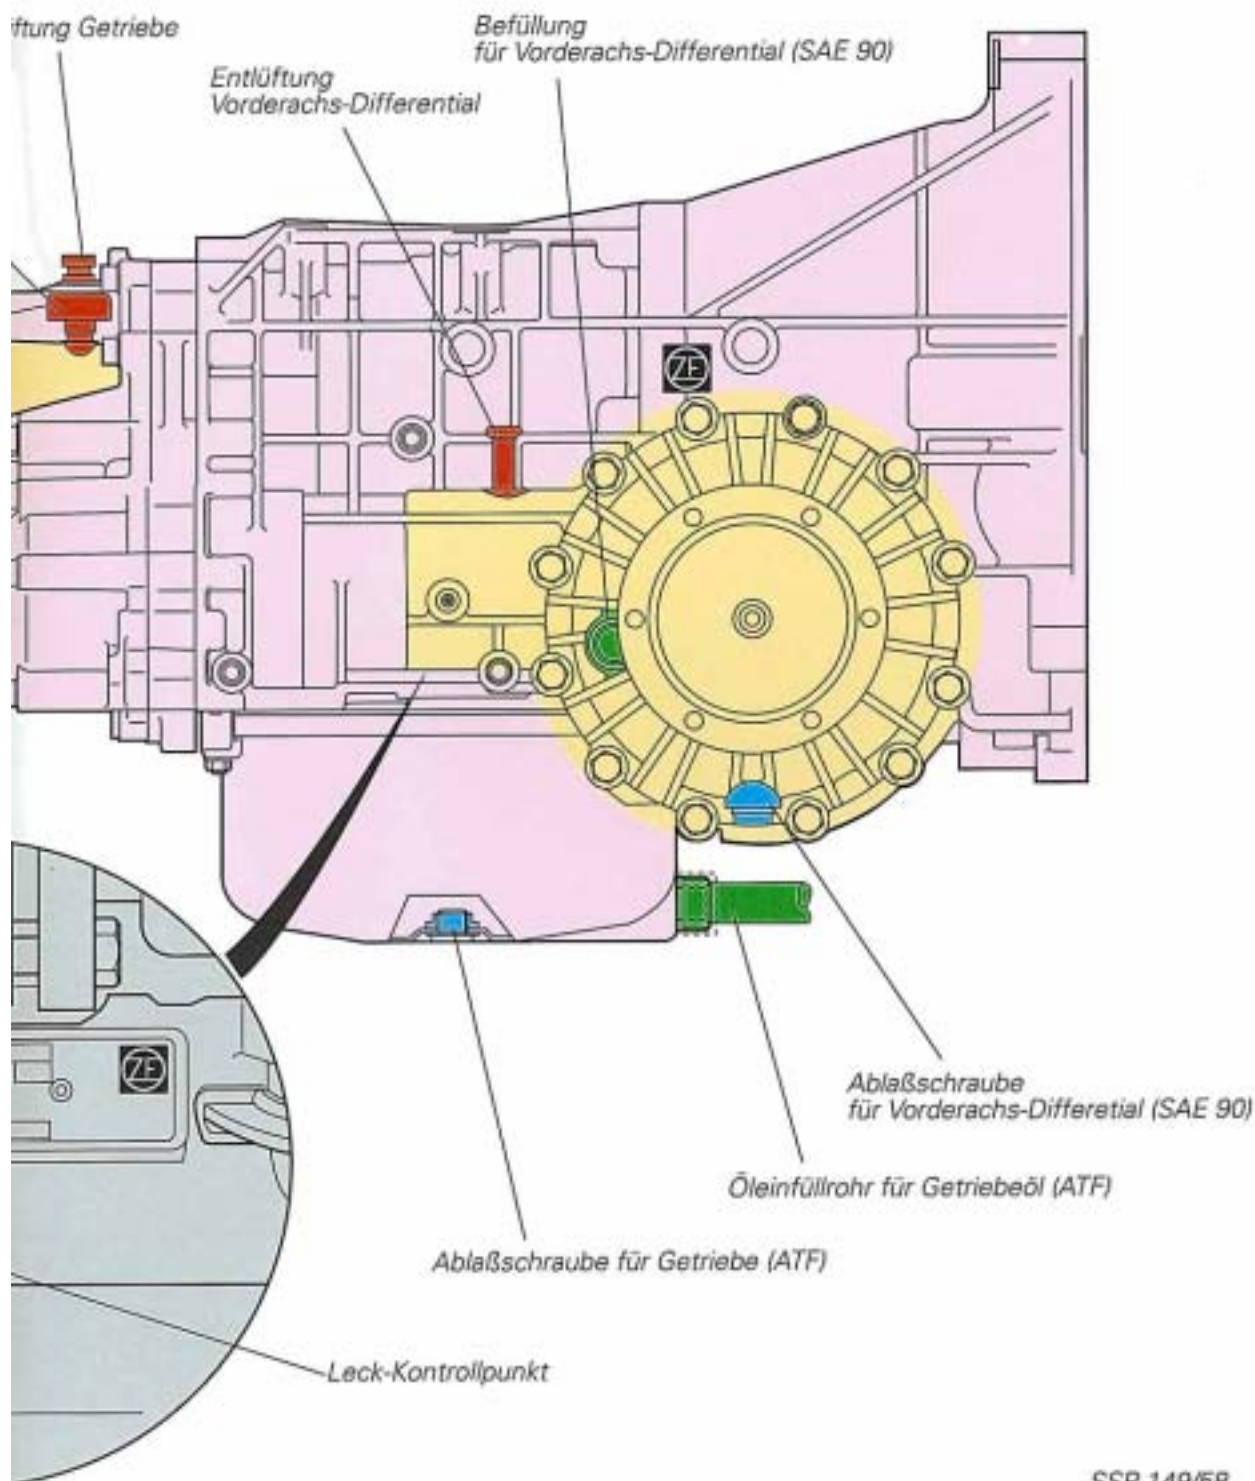 Getriebe
Befüllung
für Vorderachs-Differential (SAE 90)
Entlüftung
Vorderachs-Differential
ZF
ZF
Ablaßschraube
für Vorderachs-Differetial (SAE 90)
Öleinfüllrohr für Getriebeöl (ATF)
Ablaßschraube für Getriebe (ATF)
Leck-Kontrollpunkt